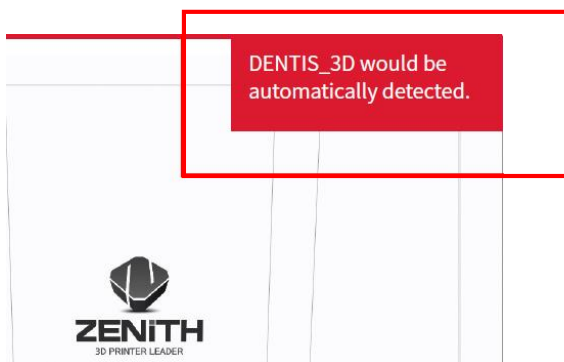 DENTIS_3D would be
automatically detected.
ZENiTH
3D PRINTER LEADER